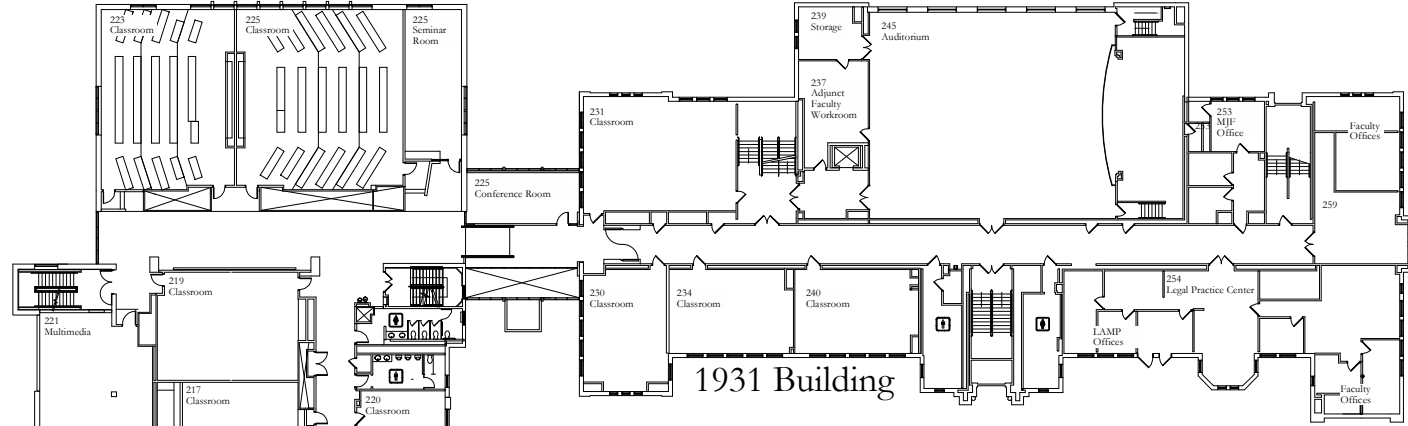 223
Classroom
225
Classroom
225
Seminar
Room
239
Storage
245
Auditorium
237
Adjunct
Faculty
Workroom
231
Classroom
253
MJF
Office
Faculty
Offices
225
Conference Room
259
219
Classroom
230
Classroom
234
Classroom
240
Classroom
254
Legal Practice Center
221
Multimedia
LAMP
Offices
1931 Building
217
Classroom
220
Classroom
Faculty
Offices